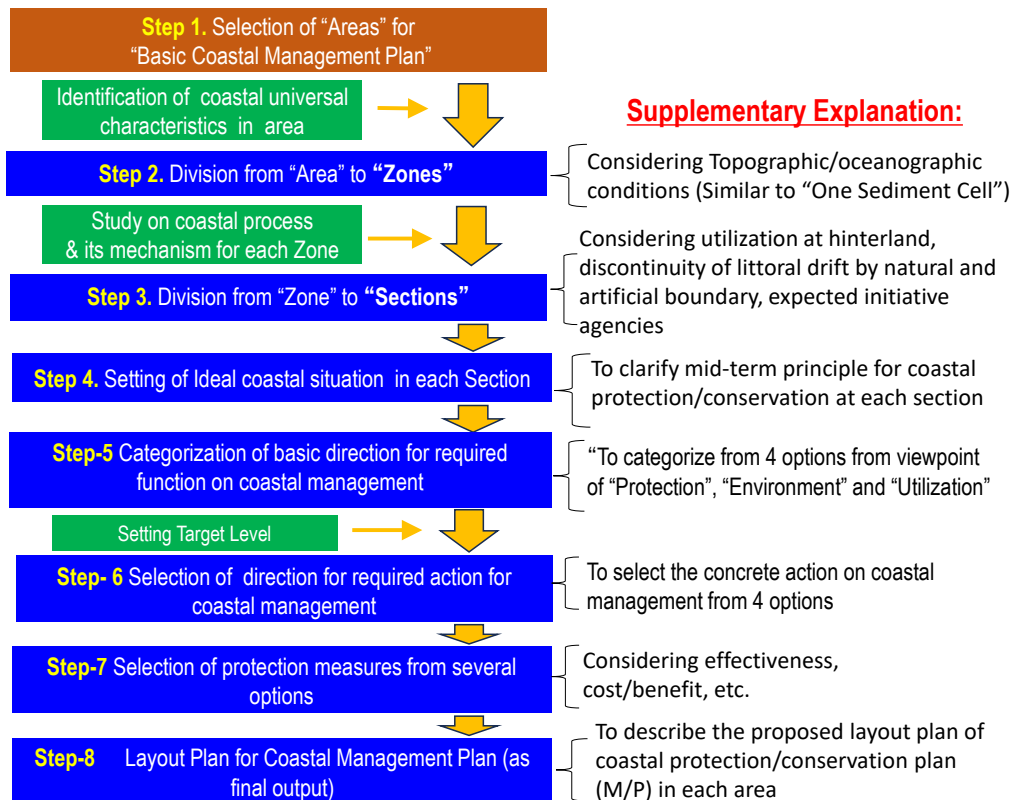 Step 1. Selection of “Areas” for
“Basic Coastal Management Plan”
Identification of coastal universal
characteristics in area
Supplementary Explanation:
Step 2. Division from “Area” to “Zones”
Considering Topographic/oceanographic
conditions (Similar to “One Sediment Cell”)
Study on coastal process
& its mechanism for each Zone
Step 3. Division from “Zone” to “Sections”
Considering utilization at hinterland,
discontinuity of littoral drift by natural and
artificial boundary, expected initiative
agencies
Step 4. Setting of Ideal coastal situation in each Section
To clarify mid-term principle for coastal
protection/conservation at each section
Step-5 Categorization of basic direction for required
function on coastal management
“To categorize from 4 options from viewpoint
of “Protection”, “Environment” and “Utilization”
Setting Target Level
Step- 6 Selection of direction for required action for
coastal management
To select the concrete action on coastal
management from 4 options
Step-7 Selection of protection measures from several
options
Considering effectiveness,
cost/benefit, etc.
Step-8 Layout Plan for Coastal Management Plan (as
final output)
To describe the proposed layout plan of
coastal protection/conservation plan
(M/P) in each area